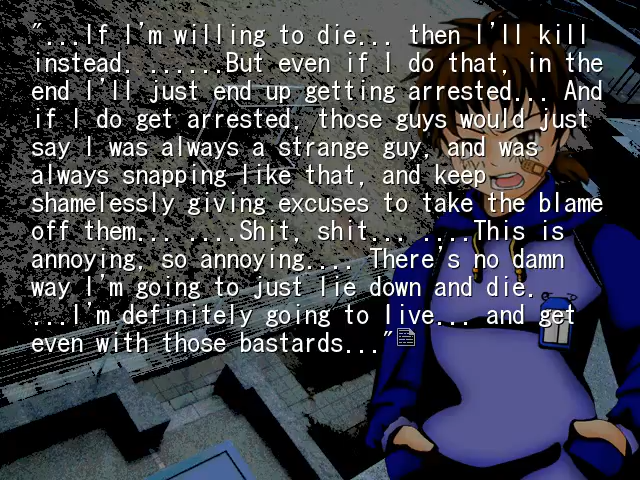 "...If I'm willing to die... then I'll kill
instead. ......But even if I do that, in the
end I'll just end up getting arrested... And
if I do get arrested, those guys would just
say I was always a strange guy, and was
always snapping like that, and keep
shamelessly giving excuses to take the blame
off them... ....Shit, shit... ....This is
annoying, so annoying.... There's no damn
way I'm going to just lie down and die.
...I'm definitely going to live... and get
even with those bastards..."